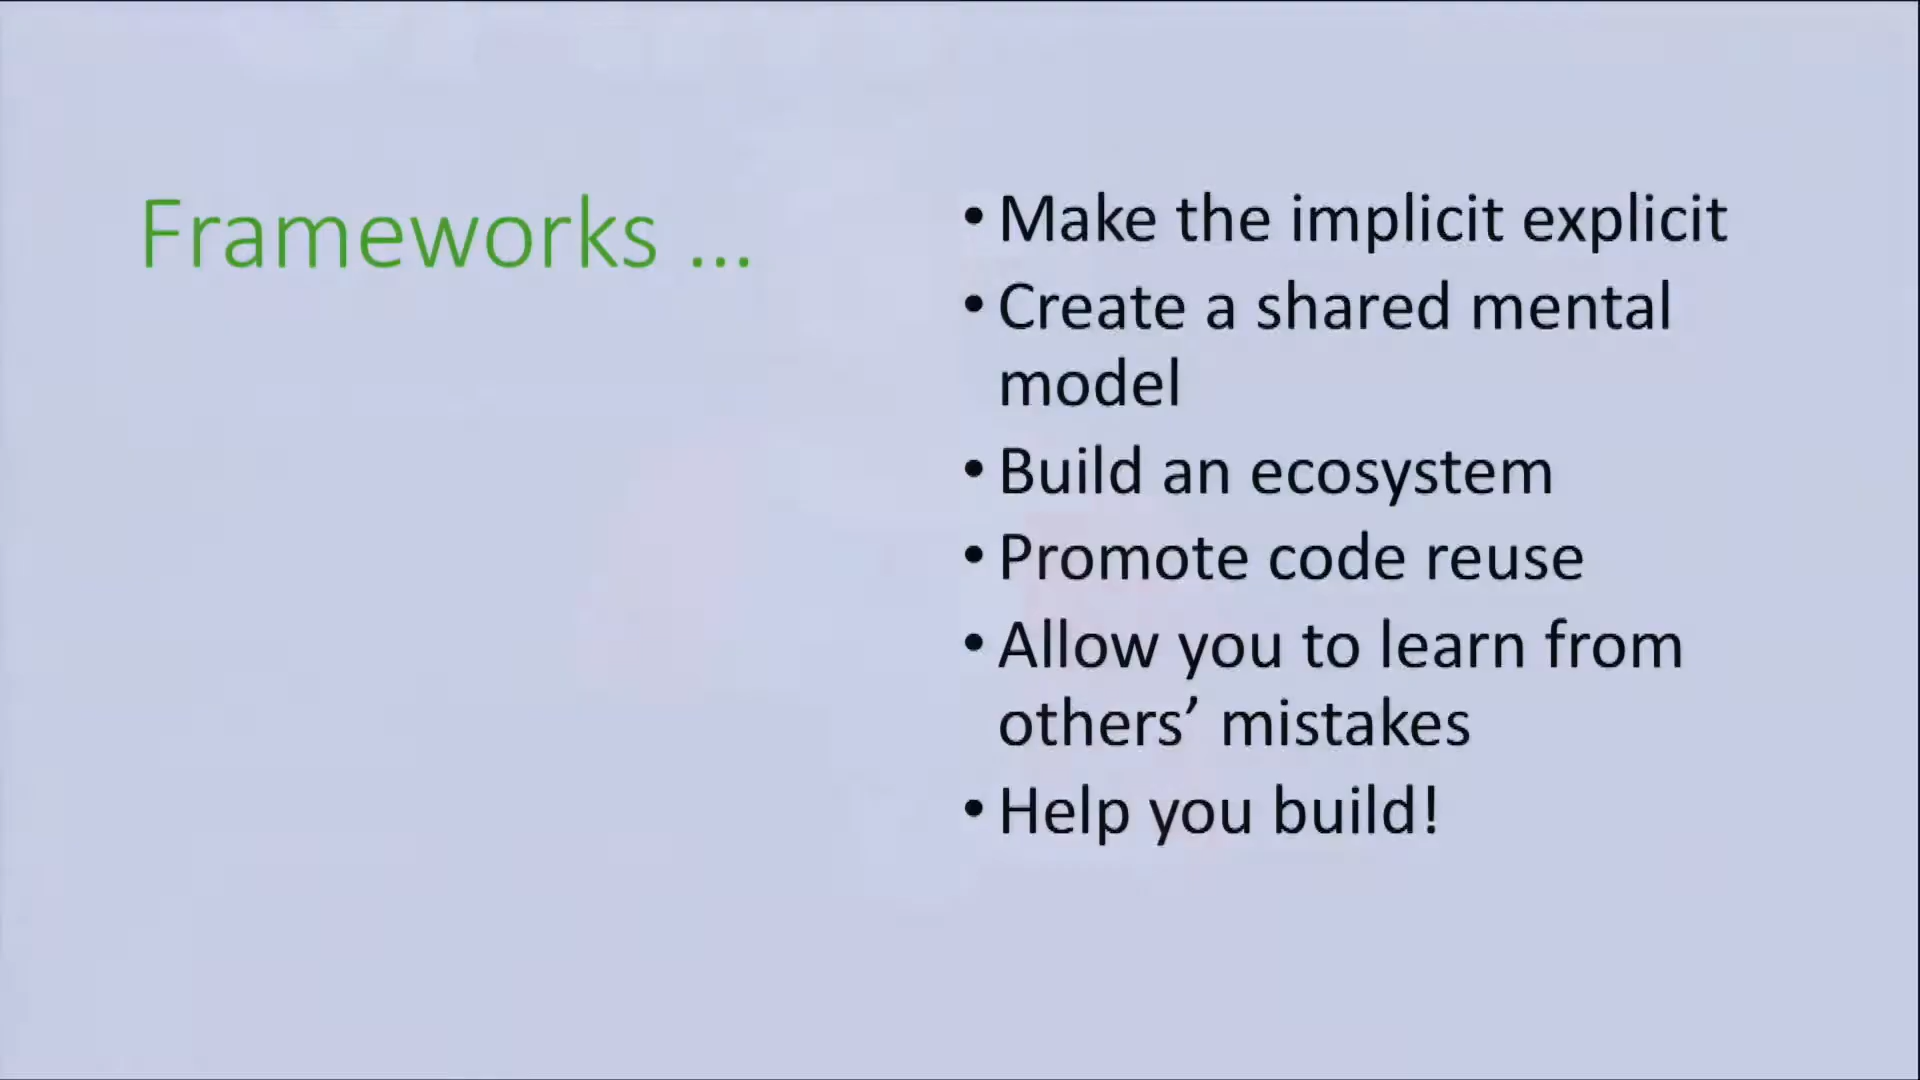 Frameworks ...
• Make the implicit explicit
• Create a shared mental
model
• Build an ecosystem
• Promote code reuse
• Allow you to learn from
others’ mistakes
• Help you build!